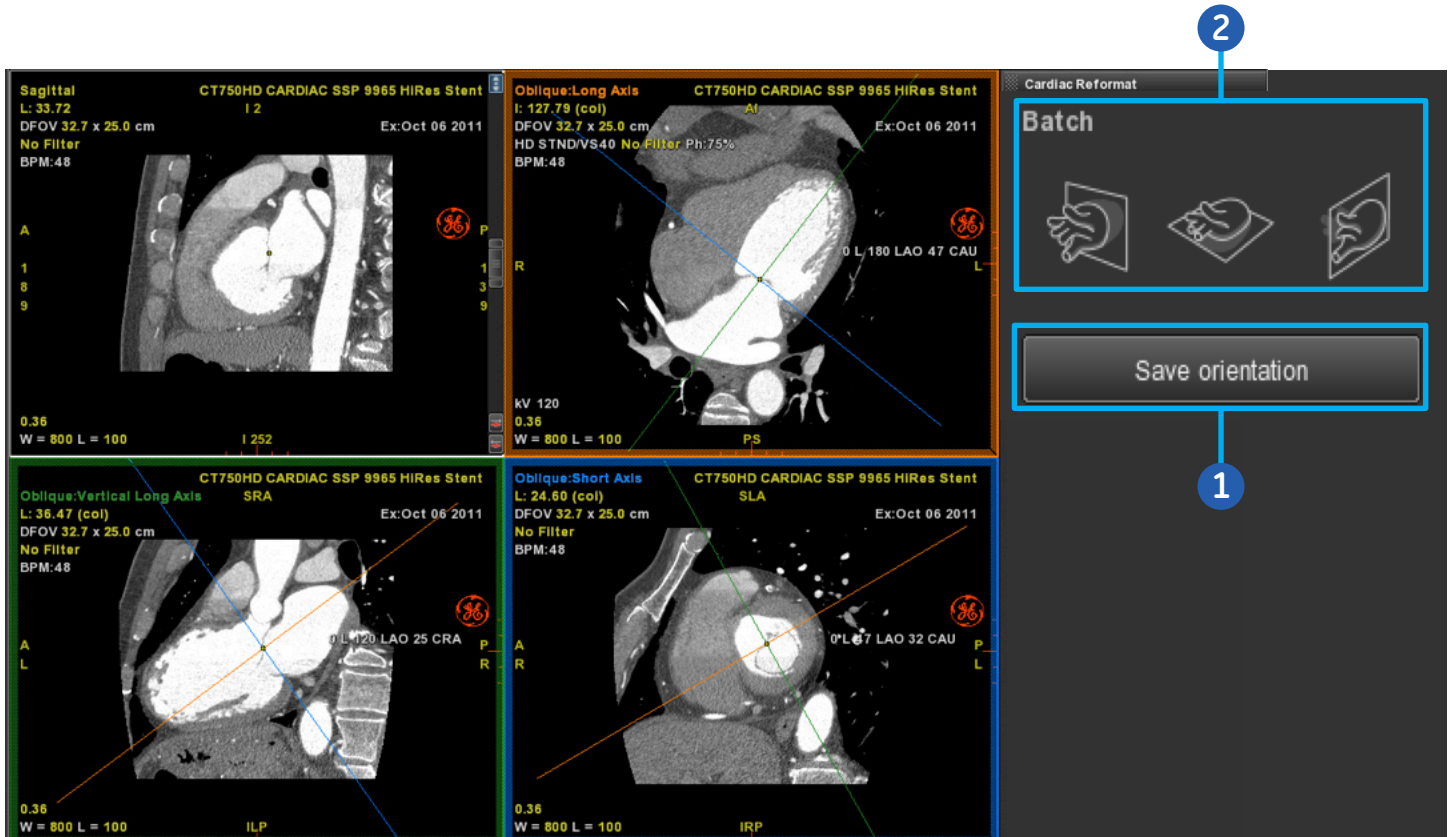 2
Sagittal CT750HD CARDIAC SSP 9965 HiRes Stent
L: 33.72 I 2
DFOV 32.7 x 25.0 cm Ex:Oct 06 2011
No Filter
BPM:48
A P
1 1
8 3
9 9
0.36
W = 800 L = 100 I 252
Oblique:Long Axis CT750HD CARDIAC SSP 9965 HiRes Stent
I: 127.79 (col) AI
DFOV 32.7 x 25.0 cm Ex:Oct 06 2011
HD STND/VS40 No Filter Ph:75%
BPM:48
0 L 180 LAO 47 CAU
R L
kV 120
0.36
W = 800 L = 100 PS
Cardiac Reformat
Batch
Save orientation
1
CT750HD CARDIAC SSP 9965 HiRes Stent
Oblique:Vertical Long Axis SRA
L: 36.47 (col) Ex:Oct 06 2011
DFOV 32.7 x 25.0 cm
No Filter
BPM:48
0 L 120 LAO 25 CRA
A P
L R
0.36
W = 800 L = 100 ILP
Oblique:Short Axis CT750HD CARDIAC SSP 9965 HiRes Stent
L: 24.60 (col) SLA
DFOV 32.7 x 25.0 cm Ex:Oct 06 2011
No Filter
BPM:48
LAO 32 CAU
A P
R L
0.36
W = 800 L = 100 IRP